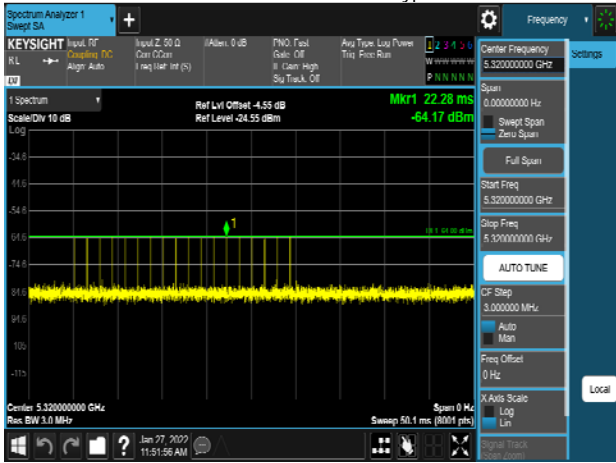 Spectrum Analyzer 1
Swept SA
+
Frequency
KEYSIGHT
Input: RF
Coupling: DC
Align: Auto
Input Z: 50 Ω
Corr CCorr
Freq Ref: Int (S)
#Atten: 0 dB
PNO: Fast
Gate: Off
IF Gain: High
Sig Track: Off
Avg Type: Log Power
Trig: Free Run
1 2 3 4 5 6
W W W W W W
P N N N N N
RL
1 Spectrum
Scale/Div 10 dB
Log
Ref Lvl Offset -4.55 dB
Ref Level -24.55 dBm
Mkr1 22.28 ms
-64.17 dBm
1
-34.6
-44.6
-54.6
-64.6
-74.6
-84.6
-94.6
-105
-115
Center 5.320000000 GHz
Res BW 3.0 MHz
Span 0 Hz
Sweep 50.1 ms (8001 pts)
Center Frequency
5.320000000 GHz
Settings
Span
0.00000000 Hz
Swept Span
Zero Span
Full Span
Start Freq
5.320000000 GHz
Stop Freq
5.320000000 GHz
AUTO TUNE
CF Step
3.000000 MHz
Auto
Man
Freq Offset
0 Hz
X Axis Scale
Log
Lin
Signal Track
(Span Zoom)
Local
?
Jan 27, 2022
11:51:56 AM